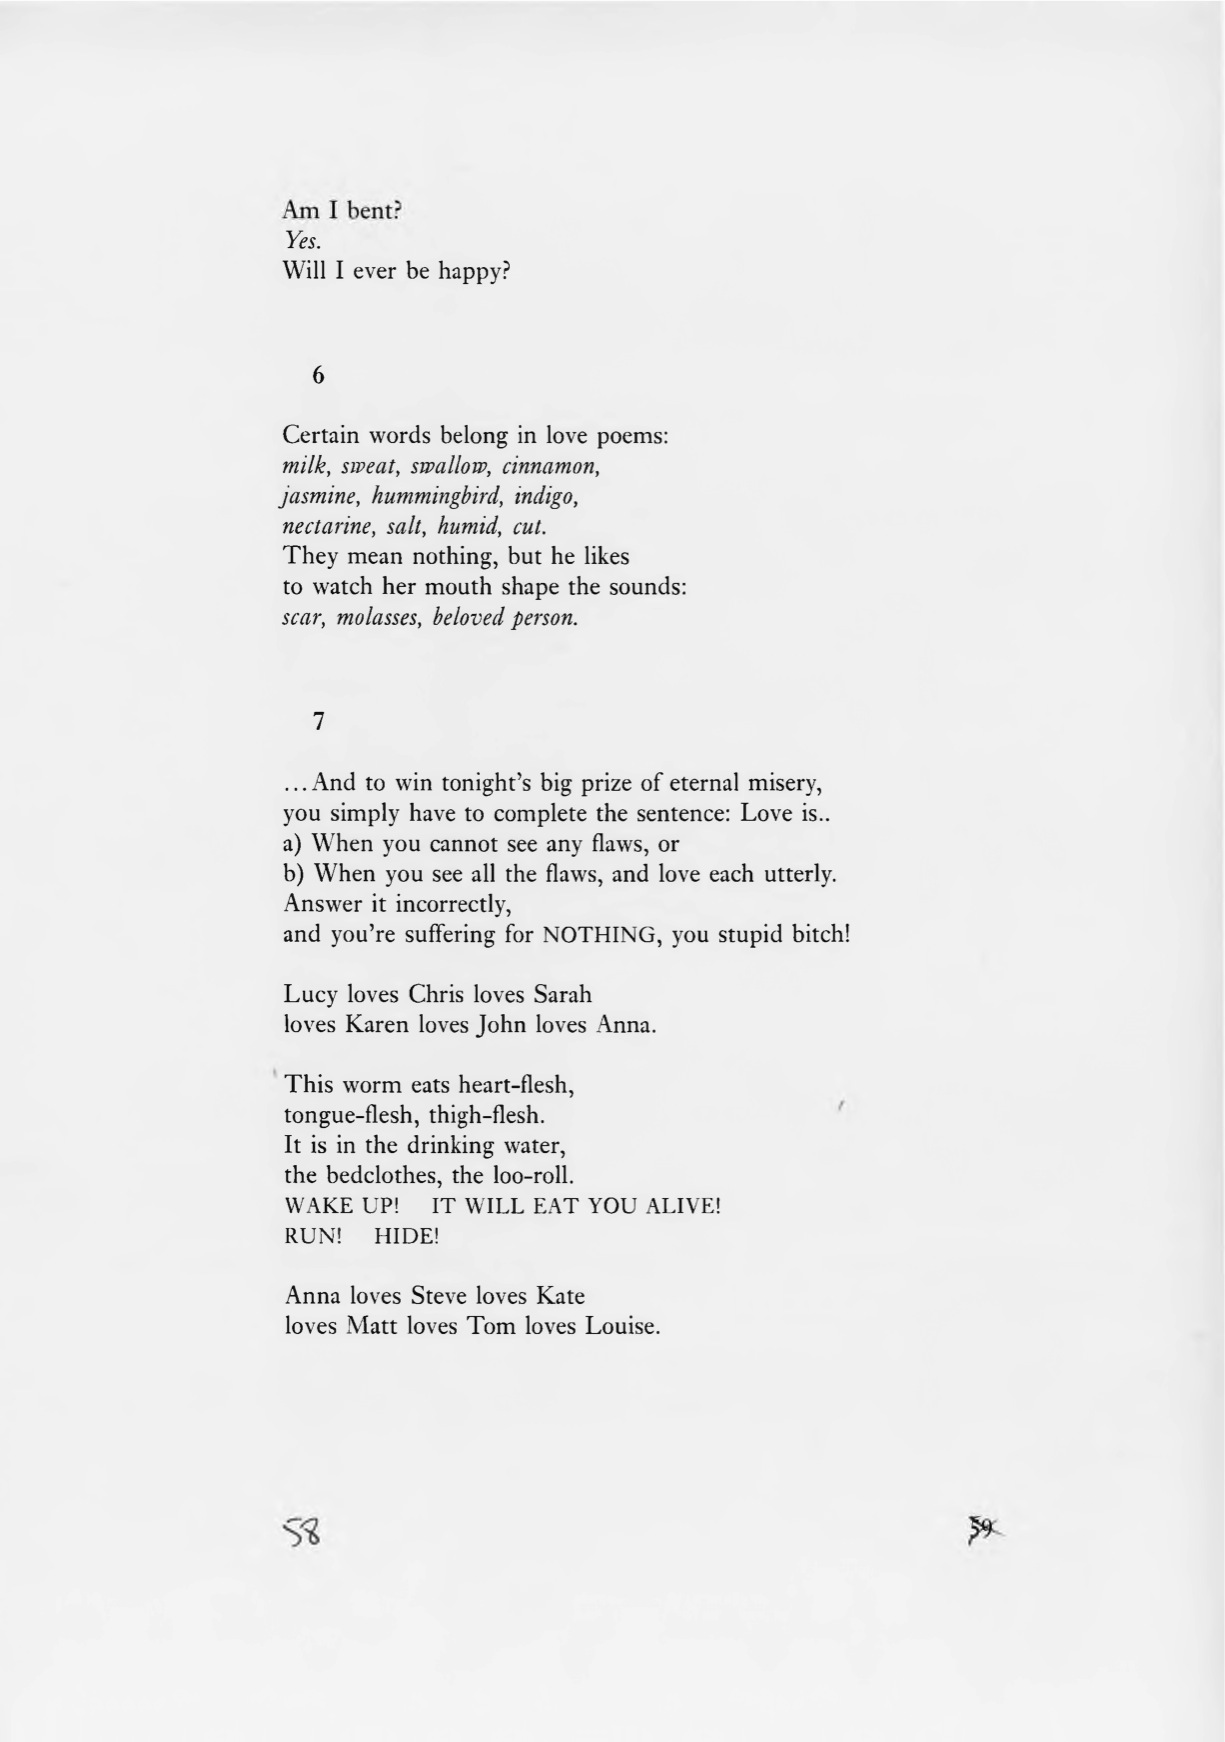 Am I bent?
Yes.
Will I ever be happy?
6
Certain words belong in love poems:
milk, sweat, swallow, cinnamon,
jasmine, hummingbird, indigo,
nectarine, salt, humid, cut.
They mean nothing, but he likes
to watch her mouth shape the sounds:
scar, molasses, beloved person.
7
...And to win tonight's big prize of eternal misery,
you simply have to complete the sentence: Love is..
a) When you cannot see any flaws, or
b) When you see all the flaws, and love each utterly.
Answer it incorrectly,
and you're suffering for NOTHING, you stupid bitch!
Lucy loves Chris loves Sarah
loves Karen loves John loves Anna.
This worm eats heart-flesh,
tongue-flesh, thigh-flesh.
It is in the drinking water,
the bedclothes, the loo-roll.
WAKE UP! IT WILL EAT YOU ALIVE!
RUN! HIDE!
Anna loves Steve loves Kate
loves Matt loves Tom loves Louise.
58
59